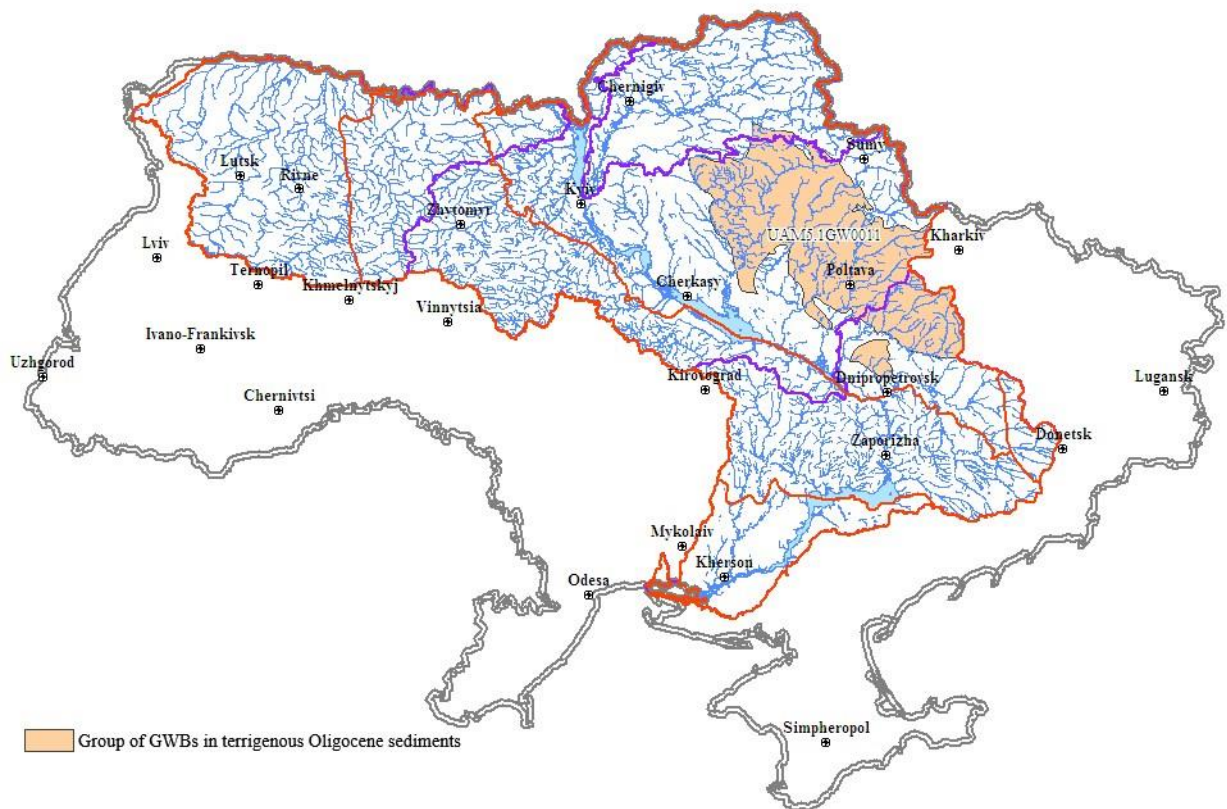 Chernigiv
Sumy
Lutsk
Rivne
Kyiv
Zhytomyr
UAM5.1GW0011
Kharkiv
Lviv
Ternopil
Poltava
Khmelnytskyj
Cherkasy
Vinnytsia
Ivano-Frankivsk
Uzhgorod
Kirovograd
Dnipropetrovsk
Lugansk
Chernivtsi
Zaporizha
Donetsk
Mykolaiv
Kherson
Odesa
Simpheropol
Group of GWBs in terrigenous Oligocene sediments